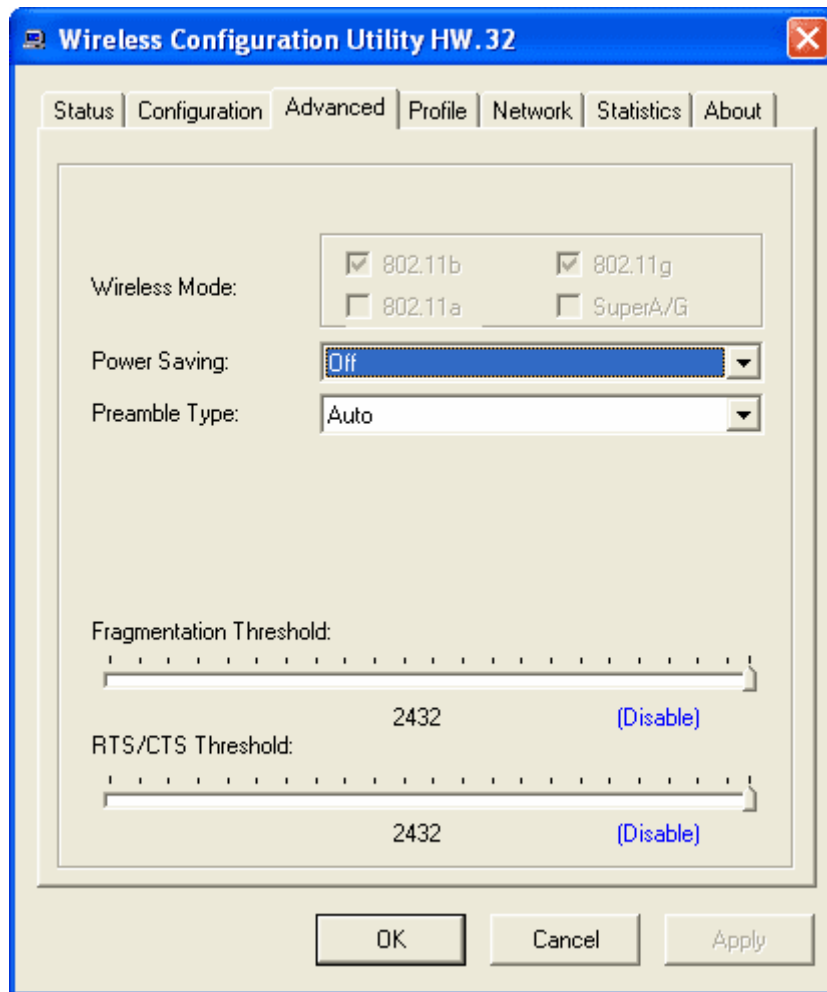 Wireless Configuration Utility HW.32
Status Configuration Advanced Profile Network Statistics About
Wireless Mode:
802.11b 802.11g
802.11a SuperA/G
Power Saving: Off
Preamble Type: Auto
Fragmentation Threshold:
2432 (Disable)
RTS/CTS Threshold:
2432 (Disable)
OK Cancel Apply